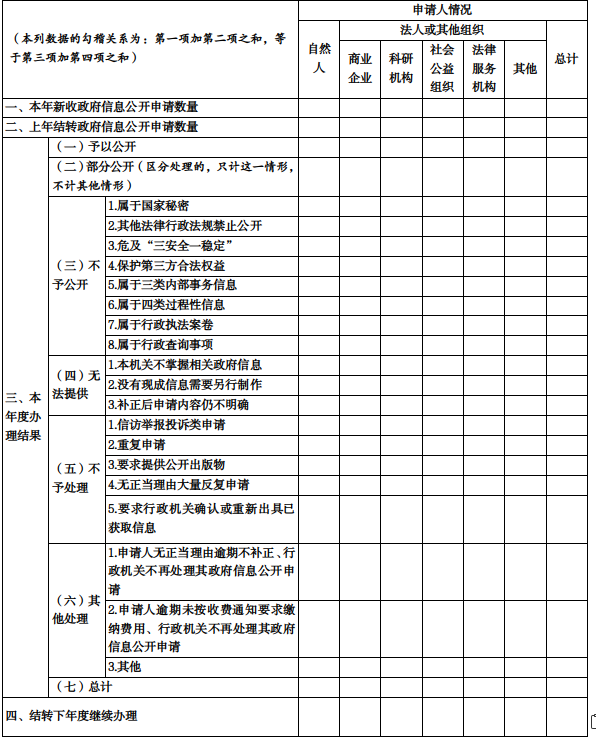 （本列数据的勾稽关系为：第一项加第二项之和，等
于第三项加第四项之和）
申请人情况
自然
人
法人或其他组织
商业
企业
科研
机构
社会
公益
组织
法律
服务
机构
其他
总计
一、本年新收政府信息公开申请数量
二、上年结转政府信息公开申请数量
三、本
年度办
理结果
（一）予以公开
（二）部分公开（区分处理的，只计这一情形，
不计其他情形）
（三）不
予公开
1.属于国家秘密
2.其他法律行政法规禁止公开
3.危及“三安全一稳定”
4.保护第三方合法权益
5.属于三类内部事务信息
6.属于四类过程性信息
7.属于行政执法案卷
8.属于行政查询事项
（四）无
法提供
1.本机关不掌握相关政府信息
2.没有现成信息需要另行制作
3.补正后申请内容仍不明确
（五）不
予处理
1.信访举报投诉类申请
2.重复申请
3.要求提供公开出版物
4.无正当理由大量反复申请
5.要求行政机关确认或重新出具已
获取信息
（六）其
他处理
1.申请人无正当理由逾期不补正、行
政机关不再处理其政府信息公开申
请
2.申请人逾期未按收费通知要求缴
纳费用、行政机关不再处理其政府
信息公开申请
3.其他
（七）总计
四、结转下年度继续办理